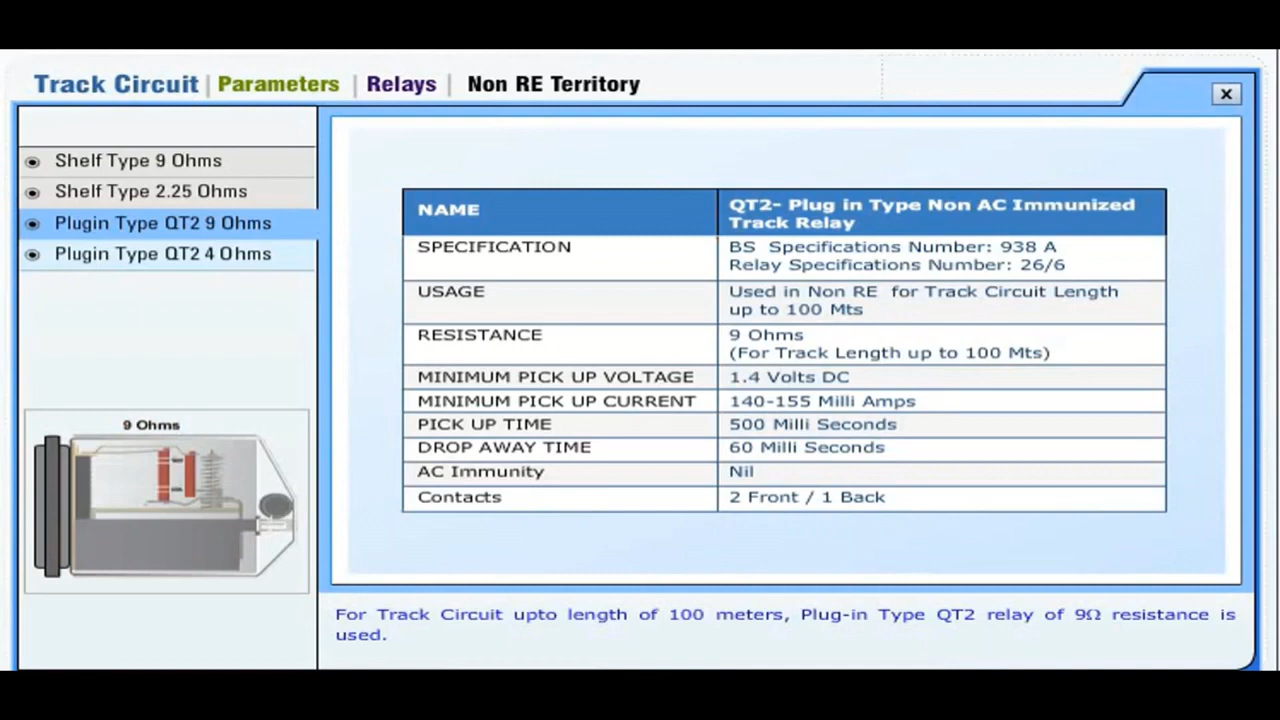 Track Circuit | Parameters | Relays | Non RE Territory
x
Shelf Type 9 Ohms
Shelf Type 2.25 Ohms
Plugin Type QT2 9 Ohms
Plugin Type QT2 4 Ohms
9 Ohms
NAME QT2- Plug in Type Non AC Immunized
Track Relay
SPECIFICATION BS Specifications Number: 938 A
Relay Specifications Number: 26/6
USAGE Used in Non RE for Track Circuit Length
up to 100 Mts
RESISTANCE 9 Ohms
(For Track Length up to 100 Mts)
MINIMUM PICK UP VOLTAGE 1.4 Volts DC
MINIMUM PICK UP CURRENT 140-155 Milli Amps
PICK UP TIME 500 Milli Seconds
DROP AWAY TIME 60 Milli Seconds
AC Immunity Nil
Contacts 2 Front / 1 Back
For Track Circuit upto length of 100 meters, Plug-in Type QT2 relay of 9Ω resistance is
used.